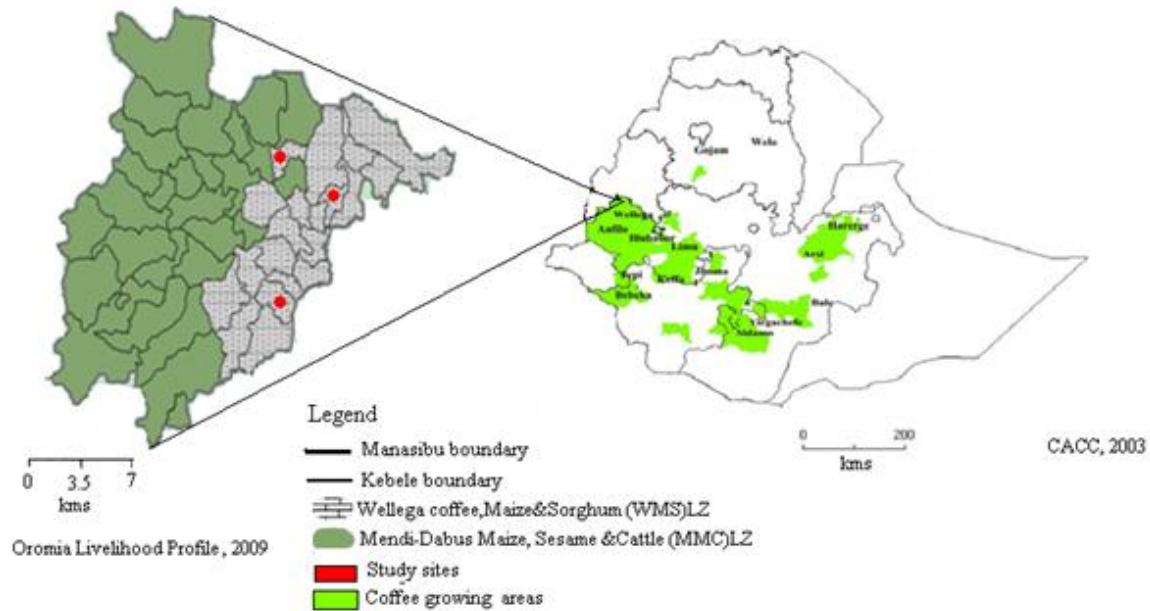 Gojam
Welo
Wellega
Harerge
Limu
Arsi
Jimma
Tepi
Keffa
Bebeka
Bale
Sidamo
Legend
Manasibu boundary
0 3.5 7
kms
0 200
kms
CACC, 2003
Kebele boundary
Wellega coffee,Maize&Sorghum (WMS)LZ
Oromia Livelihood Profile, 2009
Mendi-Dabus Maize, Sesame &Cattle (MMC)LZ
Study sites
Coffee growing areas